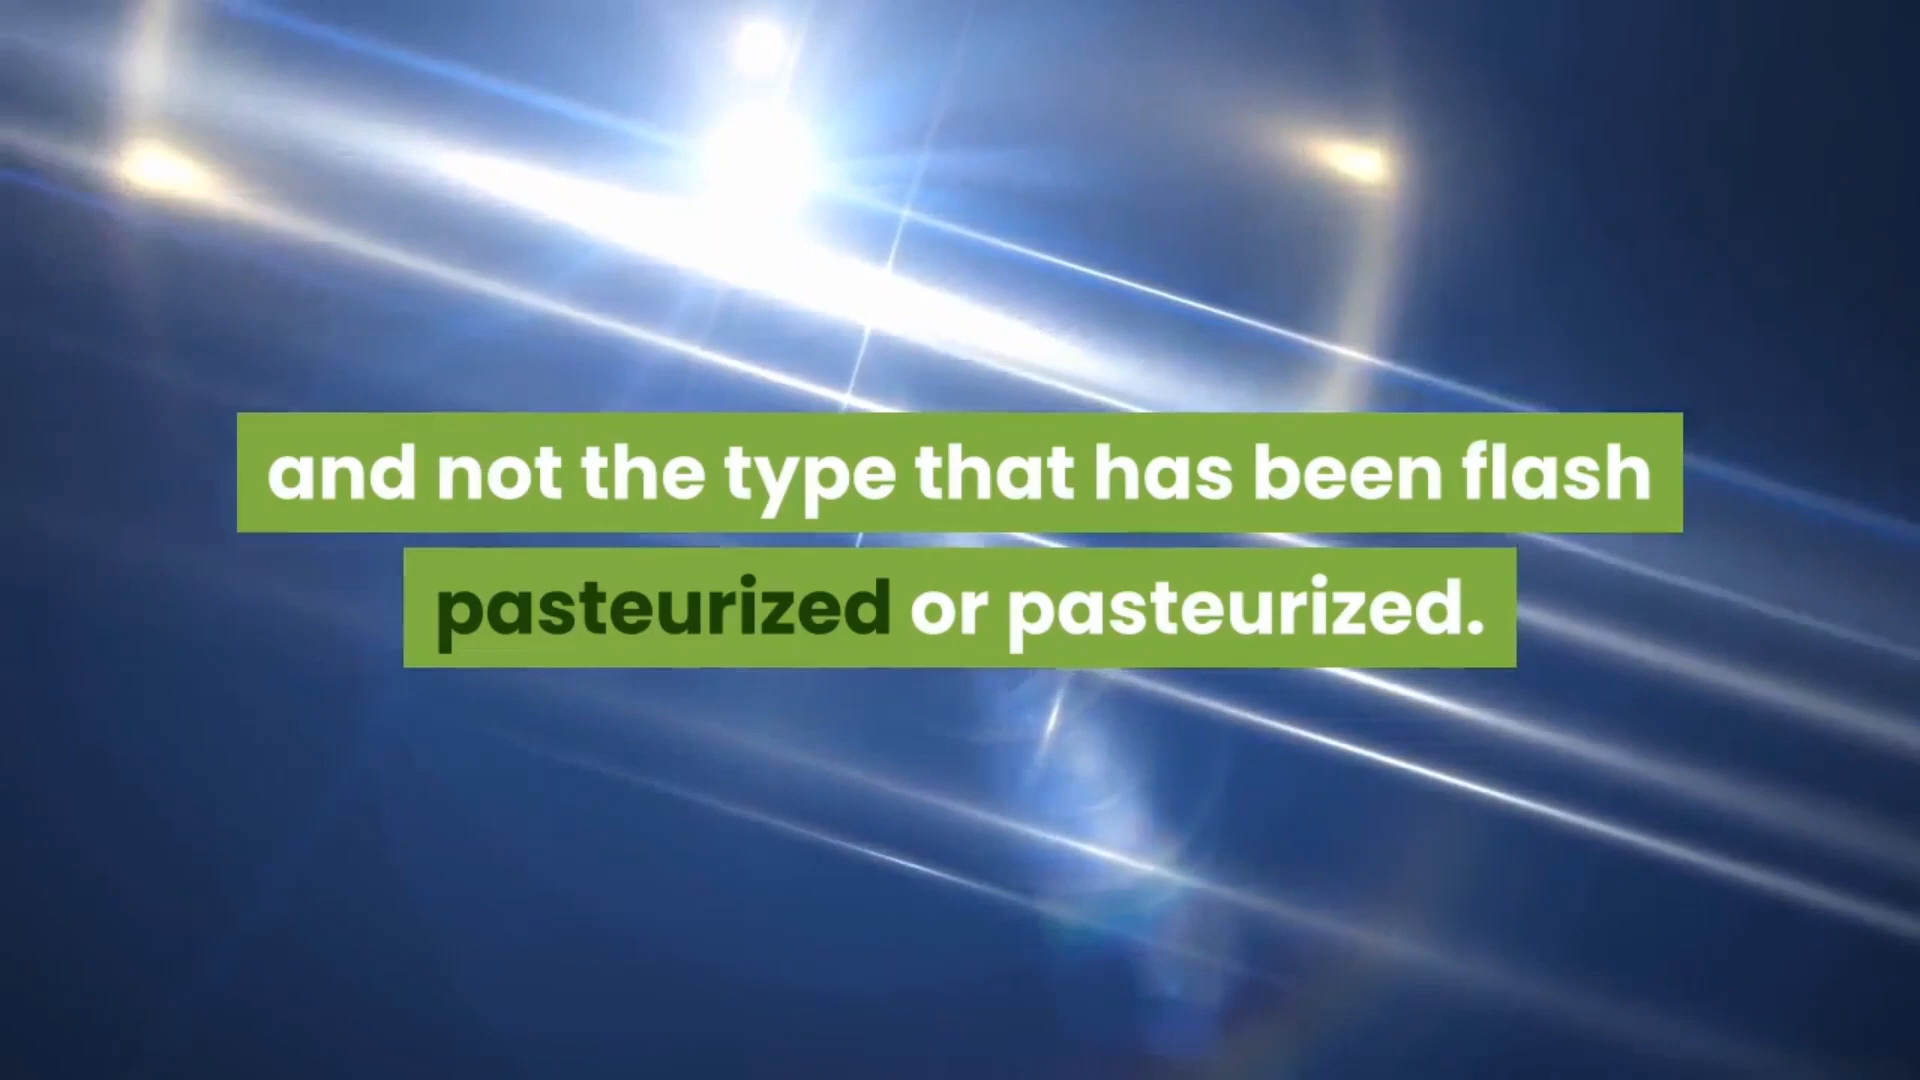 and not the type that has been flash
pasteurized or pasteurized.